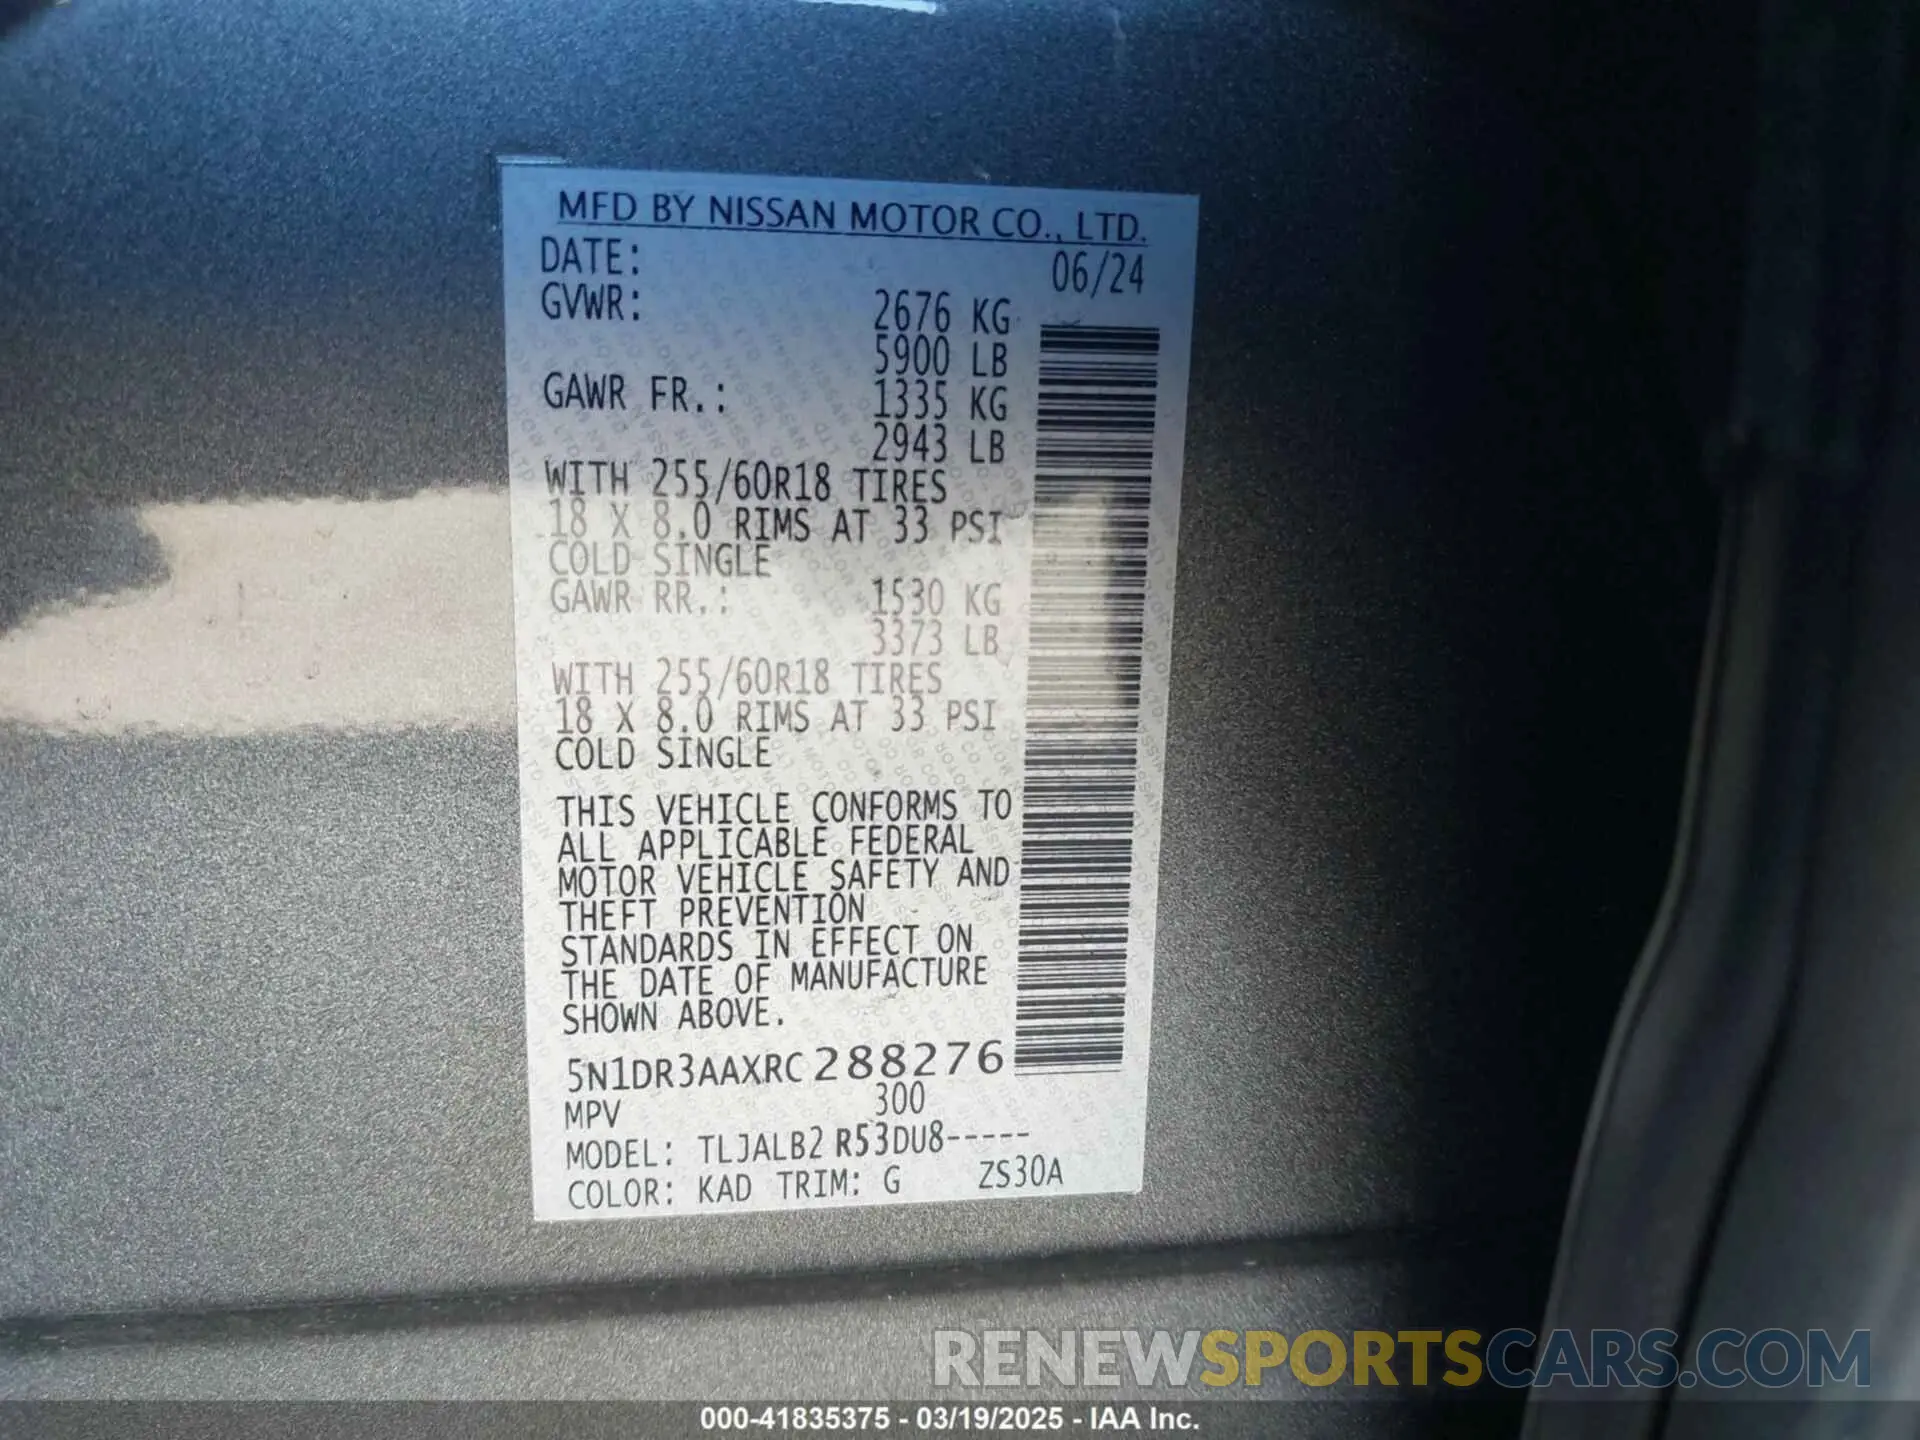 MFD BY NISSAN MOTOR CO., LTD.
DATE: 06/24
GVWR: 2676 KG
5900 LB
GAWR FR.: 1335 KG
2943 LB
WITH 255/60R18 TIRES
18 X 8.0 RIMS AT 33 PSI
COLD SINGLE
GAWR RR.: 1530 KG
3373 LB
WITH 255/60R18 TIRES
18 X 8.0 RIMS AT 33 PSI
COLD SINGLE
THIS VEHICLE CONFORMS TO
ALL APPLICABLE FEDERAL
MOTOR VEHICLE SAFETY AND
THEFT PREVENTION
STANDARDS IN EFFECT ON
THE DATE OF MANUFACTURE
SHOWN ABOVE.
5N1DR3AAXRC288276
MPV 300
MODEL: TLJALB2 R53DU8-----
COLOR: KAD TRIM: G ZS30A
RENEWSPORTSCARS.COM
000-41835375 - 03/19/2025 - IAA Inc.